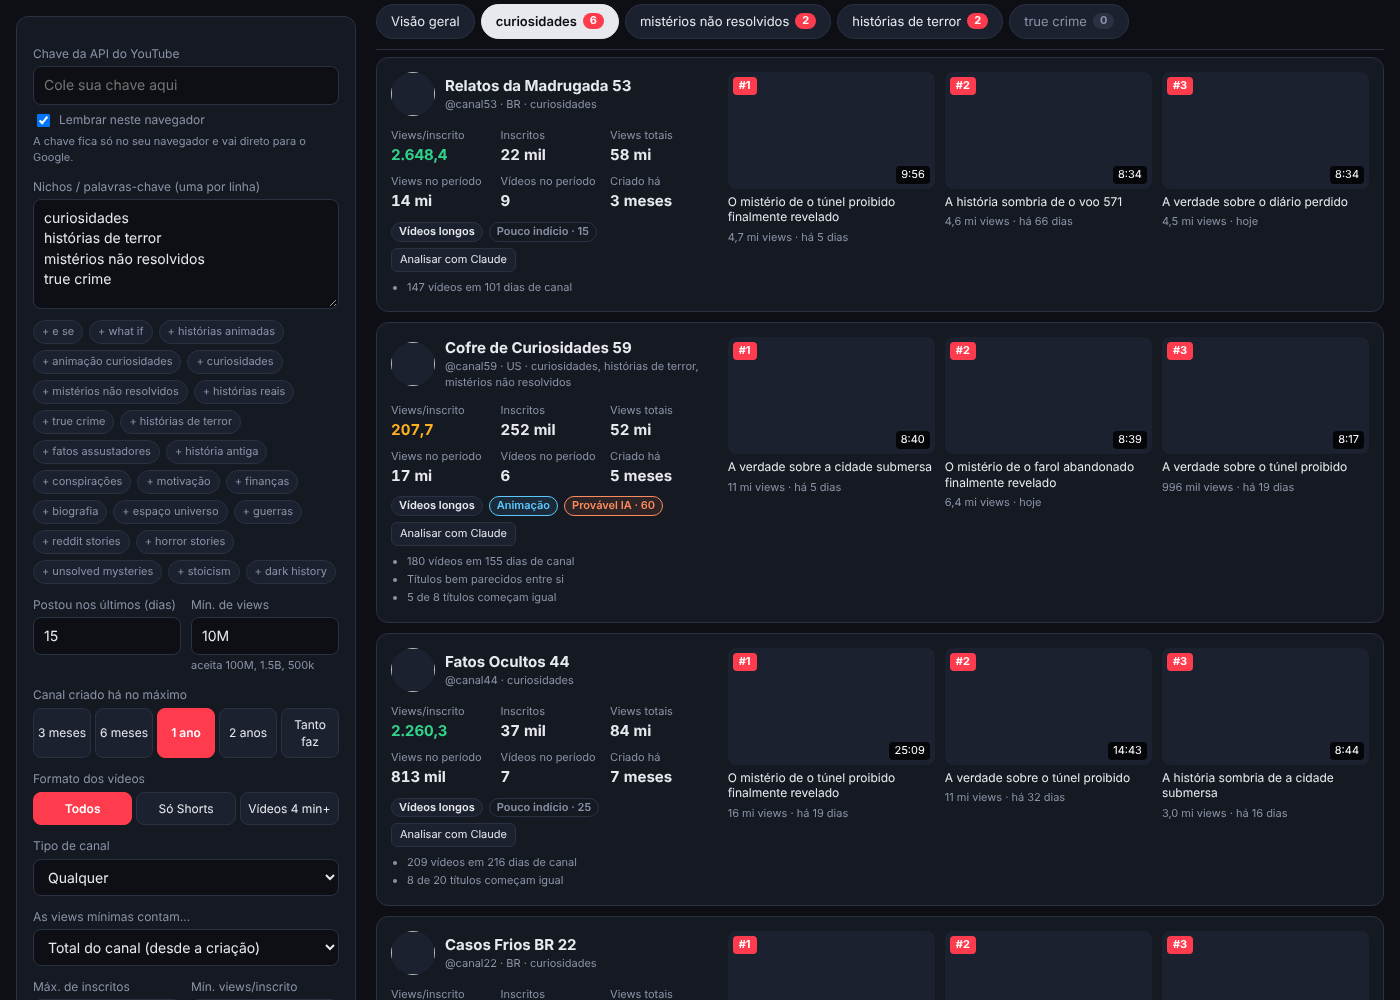 Chave da API do YouTube
Cole sua chave aqui
Lembrar neste navegador
A chave fica só no seu navegador e vai direto para o
Google.
Nichos / palavras-chave (uma por linha)
curiosidades
histórias de terror
mistérios não resolvidos
true crime
+ e se
+ what if
+ histórias animadas
+ animação curiosidades
+ curiosidades
+ mistérios não resolvidos
+ histórias reais
+ true crime
+ histórias de terror
+ fatos assustadores
+ história antiga
+ conspirações
+ motivação
+ finanças
+ biografia
+ espaço universo
+ guerras
+ reddit stories
+ horror stories
+ unsolved mysteries
+ stoicism
+ dark history
Postou nos últimos (dias)
15
Mín. de views
10M
aceita 100M, 1.5B, 500k
Canal criado há no máximo
3 meses
6 meses
1 ano
2 anos
Tanto
faz
Formato dos vídeos
Todos
Só Shorts
Vídeos 4 min+
Tipo de canal
Qualquer
As views mínimas contam...
Total do canal (desde a criação)
Máx. de inscritos
Mín. views/inscrito
Visão geral
curiosidades 6
mistérios não resolvidos 2
histórias de terror 2
true crime 0
Relatos da Madrugada 53
@canal53 · BR · curiosidades
Views/inscrito
2.648,4
Inscritos
22 mil
Views totais
58 mi
Views no período
14 mi
Vídeos no período
9
Criado há
3 meses
Vídeos longos
Pouco indício · 15
Analisar com Claude
• 147 vídeos em 101 dias de canal
#1
9:56
O mistério de o túnel proibido
finalmente revelado
4,7 mi views · há 5 dias
#2
8:34
A história sombria de o voo 571
4,6 mi views · há 66 dias
#3
8:34
A verdade sobre o diário perdido
4,5 mi views · hoje
Cofre de Curiosidades 59
@canal59 · US · curiosidades, histórias de terror,
mistérios não resolvidos
Views/inscrito
207,7
Inscritos
252 mil
Views totais
52 mi
Views no período
17 mi
Vídeos no período
6
Criado há
5 meses
Vídeos longos
Animação
Provável IA · 60
Analisar com Claude
• 180 vídeos em 155 dias de canal
• Títulos bem parecidos entre si
• 5 de 8 títulos começam igual
#1
8:40
A verdade sobre a cidade submersa
11 mi views · há 5 dias
#2
8:39
O mistério de o farol abandonado
finalmente revelado
6,4 mi views · hoje
#3
8:17
A verdade sobre o túnel proibido
996 mil views · há 19 dias
Fatos Ocultos 44
@canal44 · curiosidades
Views/inscrito
2.260,3
Inscritos
37 mil
Views totais
84 mi
Views no período
813 mil
Vídeos no período
7
Criado há
7 meses
Vídeos longos
Pouco indício · 25
Analisar com Claude
• 209 vídeos em 216 dias de canal
• 8 de 20 títulos começam igual
#1
25:09
O mistério de o túnel proibido
finalmente revelado
16 mi views · há 19 dias
#2
14:43
A verdade sobre o túnel proibido
11 mi views · há 32 dias
#3
8:44
A história sombria de a cidade
submersa
3,0 mi views · há 16 dias
Casos Frios BR 22
@canal22 · BR · curiosidades
Views/inscrito
Inscritos
Views totais
#1
#2
#3